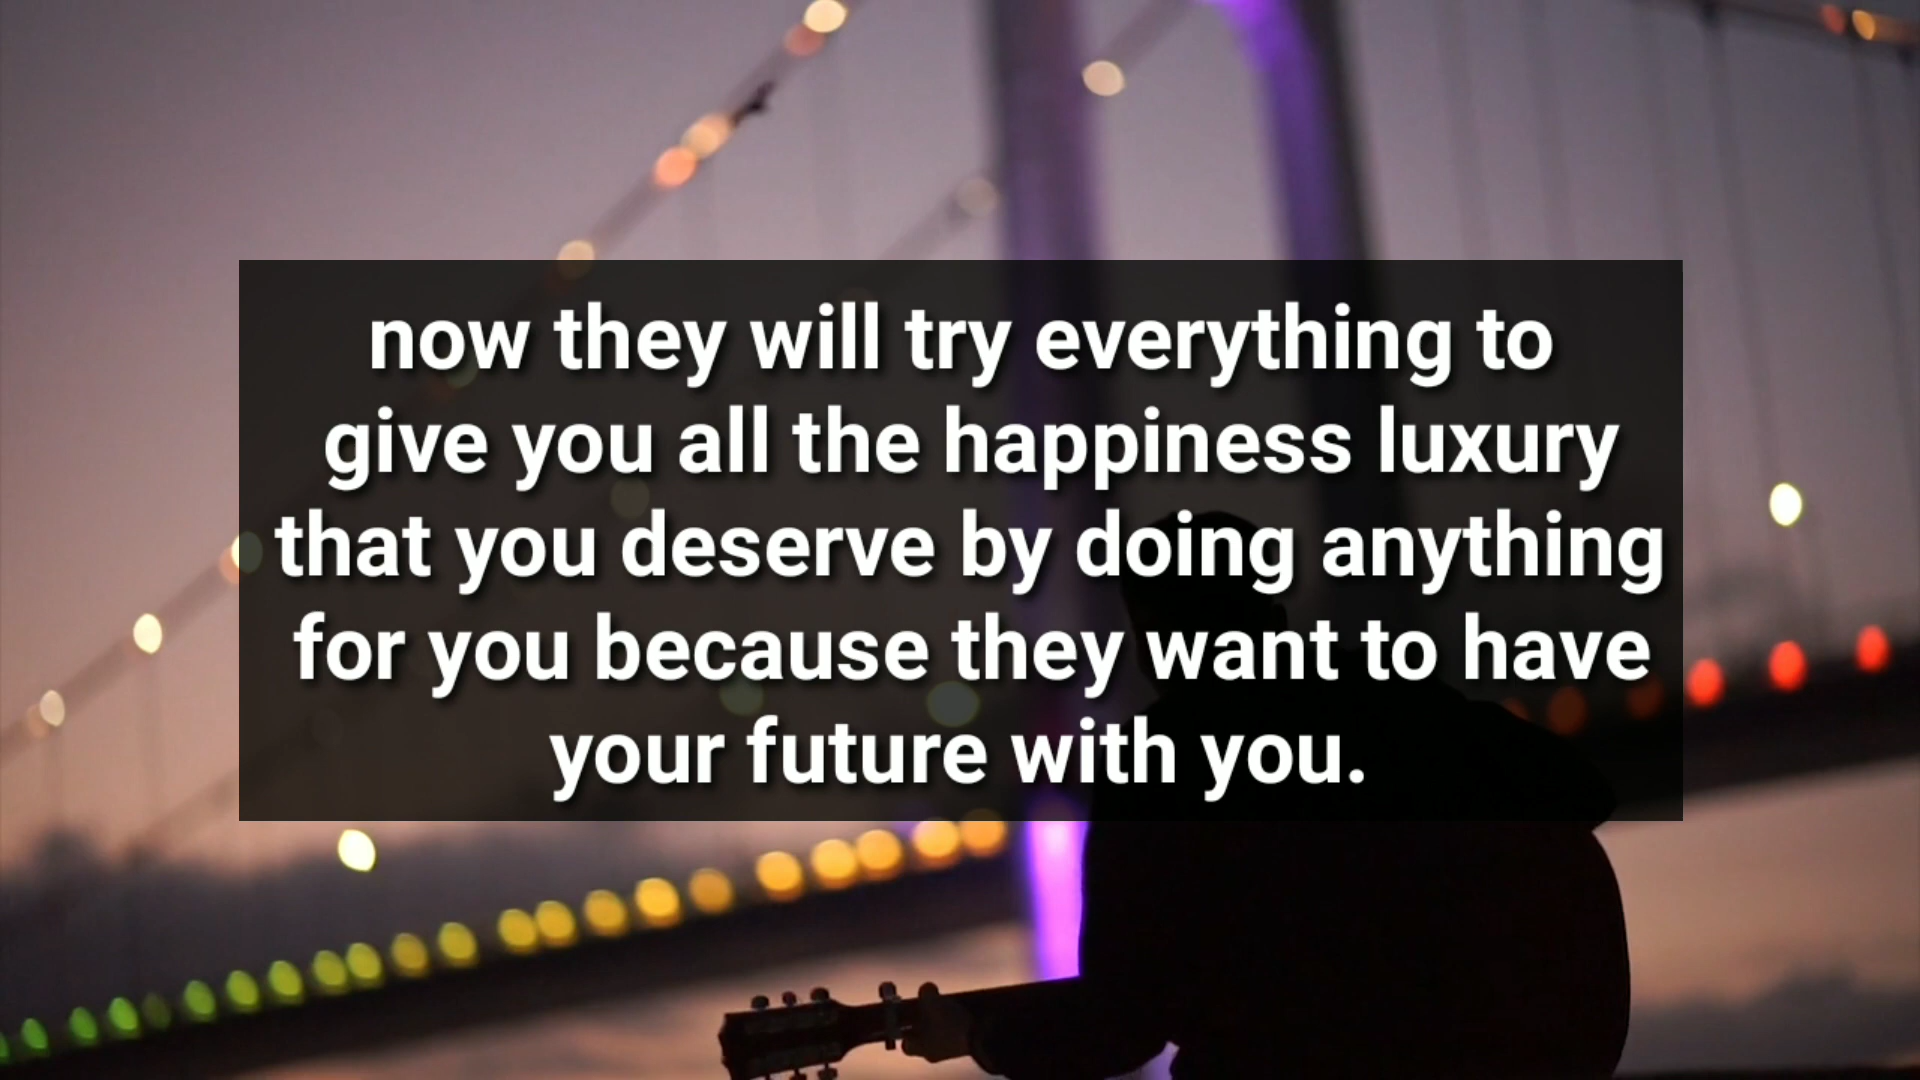 now they will try everything to
give you all the happiness luxury
that you deserve by doing anything
for you because they want to have
your future with you.